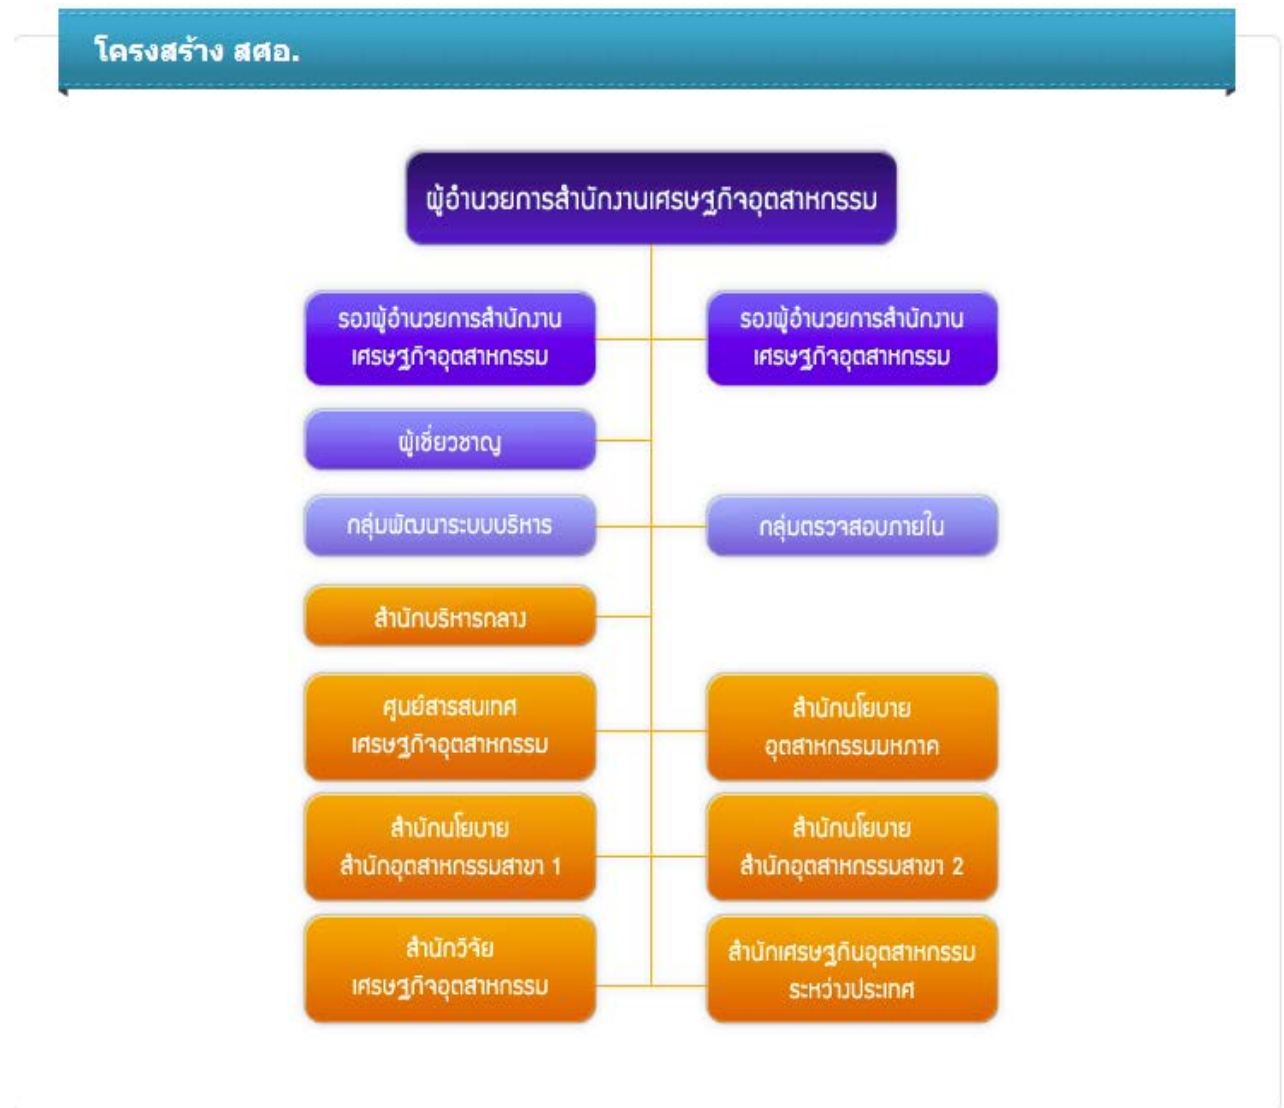 โครงสร้าง สศอ.
ผู้อำนวยการสำนักงานเศรษฐกิจอุตสาหกรรม
รองผู้อำนวยการสำนักงาน
เศรษฐกิจอุตสาหกรรม
รองผู้อำนวยการสำนักงาน
เศรษฐกิจอุตสาหกรรม
ผู้เชี่ยวชาญ
กลุ่มพัฒนาระบบบริหาร
กลุ่มตรวจสอบภายใน
สำนักบริหารกลาง
ศูนย์สารสนเทศ
เศรษฐกิจอุตสาหกรรม
สำนักนโยบาย
อุตสาหกรรมมหภาค
สำนักนโยบาย
สำนักอุตสาหกรรมสาขา 1
สำนักนโยบาย
สำนักอุตสาหกรรมสาขา 2
สำนักวิจัย
เศรษฐกิจอุตสาหกรรม
สำนักเศรษฐกินอุตสาหกรรม
ระหว่างประเทศ